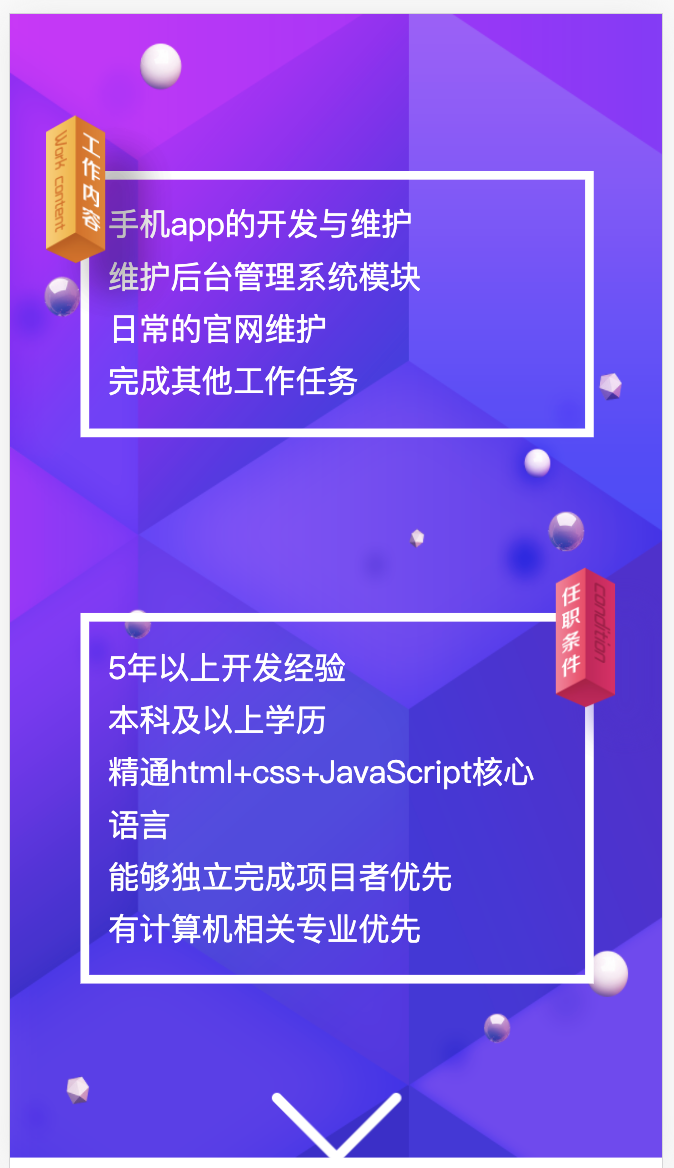 工作内容
Work content
手机app的开发与维护
维护后台管理系统模块
日常的官网维护
完成其他工作任务
任职条件
condition
5年以上开发经验
本科及以上学历
精通html+css+JavaScript核心
语言
能够独立完成项目者优先
有计算机相关专业优先